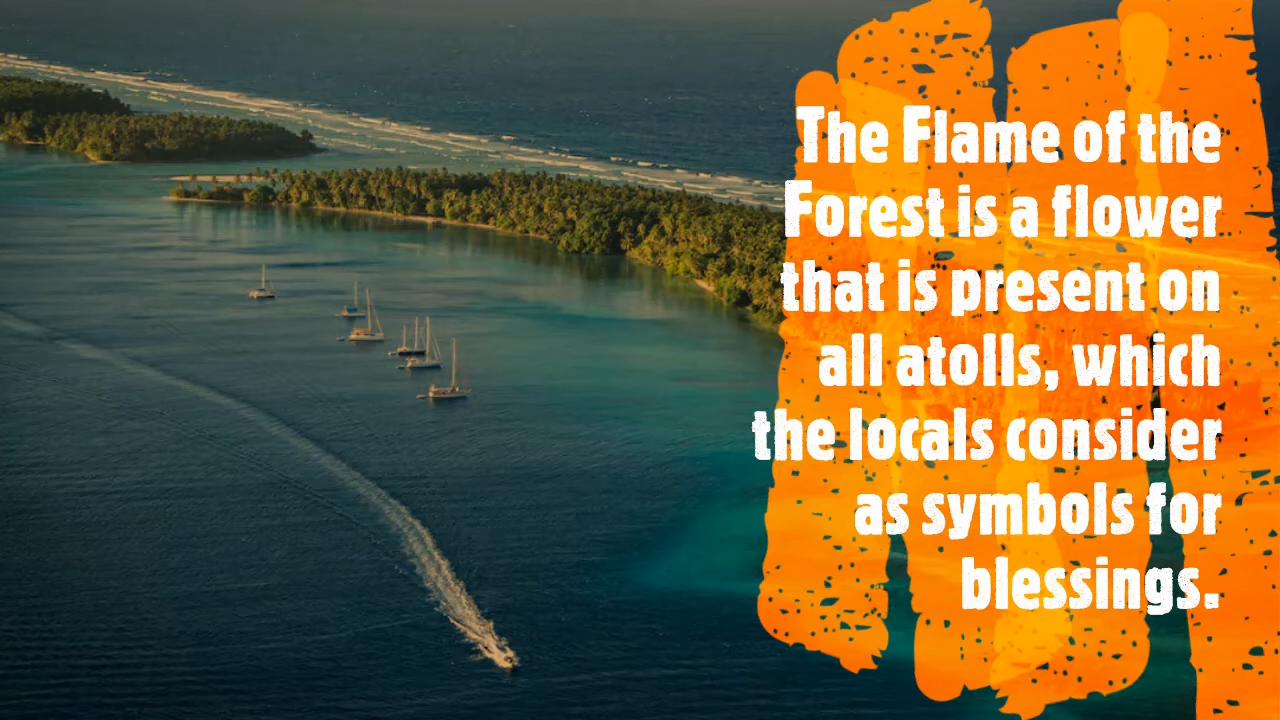 The Flame of the
Forest is a flower
that is present on
all atolls, which
the locals consider
as symbols for
blessings.